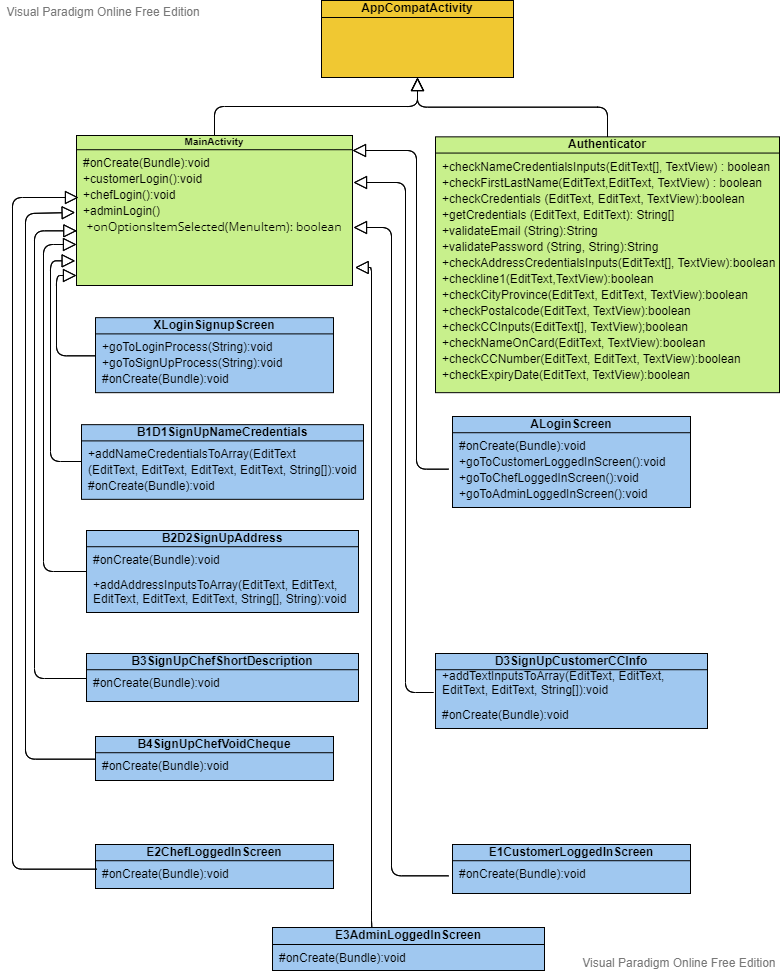 Visual Paradigm Online Free Edition
AppCompatActivity
MainActivity
#onCreate(Bundle):void
+customerLogin():void
+chefLogin():void
+adminLogin()
+onOptionsItemSelected(MenuItem): boolean
Authenticator
+checkNameCredentialsInputs(EditText[], TextView) : boolean
+checkFirstLastName(EditText,EditText, TextView) : boolean
+checkCredentials (EditText, EditText, TextView):boolean
+getCredentials (EditText, EditText): String[]
+validateEmail (String):String
+validatePassword (String, String):String
+checkAddressCredentialsInputs(EditText[], TextView):boolean
+checkline1(EditText,TextView):boolean
+checkCityProvince(EditText, EditText, TextView):boolean
+checkPostalcode(EditText, TextView):boolean
+checkCCInputs(EditText[], TextView);boolean
+checkNameOnCard(EditText, TextView):boolean
+checkCCNumber(EditText, EditText, TextView):boolean
+checkExpiryDate(EditText, TextView):boolean
XLoginSignupScreen
+goToLoginProcess(String):void
+goToSignUpProcess(String):void
#onCreate(Bundle):void
B1D1SignUpNameCredentials
+addNameCredentialsToArray(EditText
(EditText, EditText, EditText, EditText, String[]):void
#onCreate(Bundle):void
ALoginScreen
#onCreate(Bundle):void
+goToCustomerLoggedInScreen():void
+goToChefLoggedInScreen():void
+goToAdminLoggedInScreen():void
B2D2SignUpAddress
#onCreate(Bundle):void
+addAddressInputsToArray(EditText, EditText,
EditText, EditText, EditText, String[], String):void
B3SignUpChefShortDescription
#onCreate(Bundle):void
D3SignUpCustomerCCInfo
+addTextInputsToArray(EditText, EditText,
EditText, EditText, String[]):void
#onCreate(Bundle):void
B4SignUpChefVoidCheque
#onCreate(Bundle):void
E2ChefLoggedInScreen
#onCreate(Bundle):void
E1CustomerLoggedInScreen
#onCreate(Bundle):void
E3AdminLoggedInScreen
#onCreate(Bundle):void
Visual Paradigm Online Free Edition